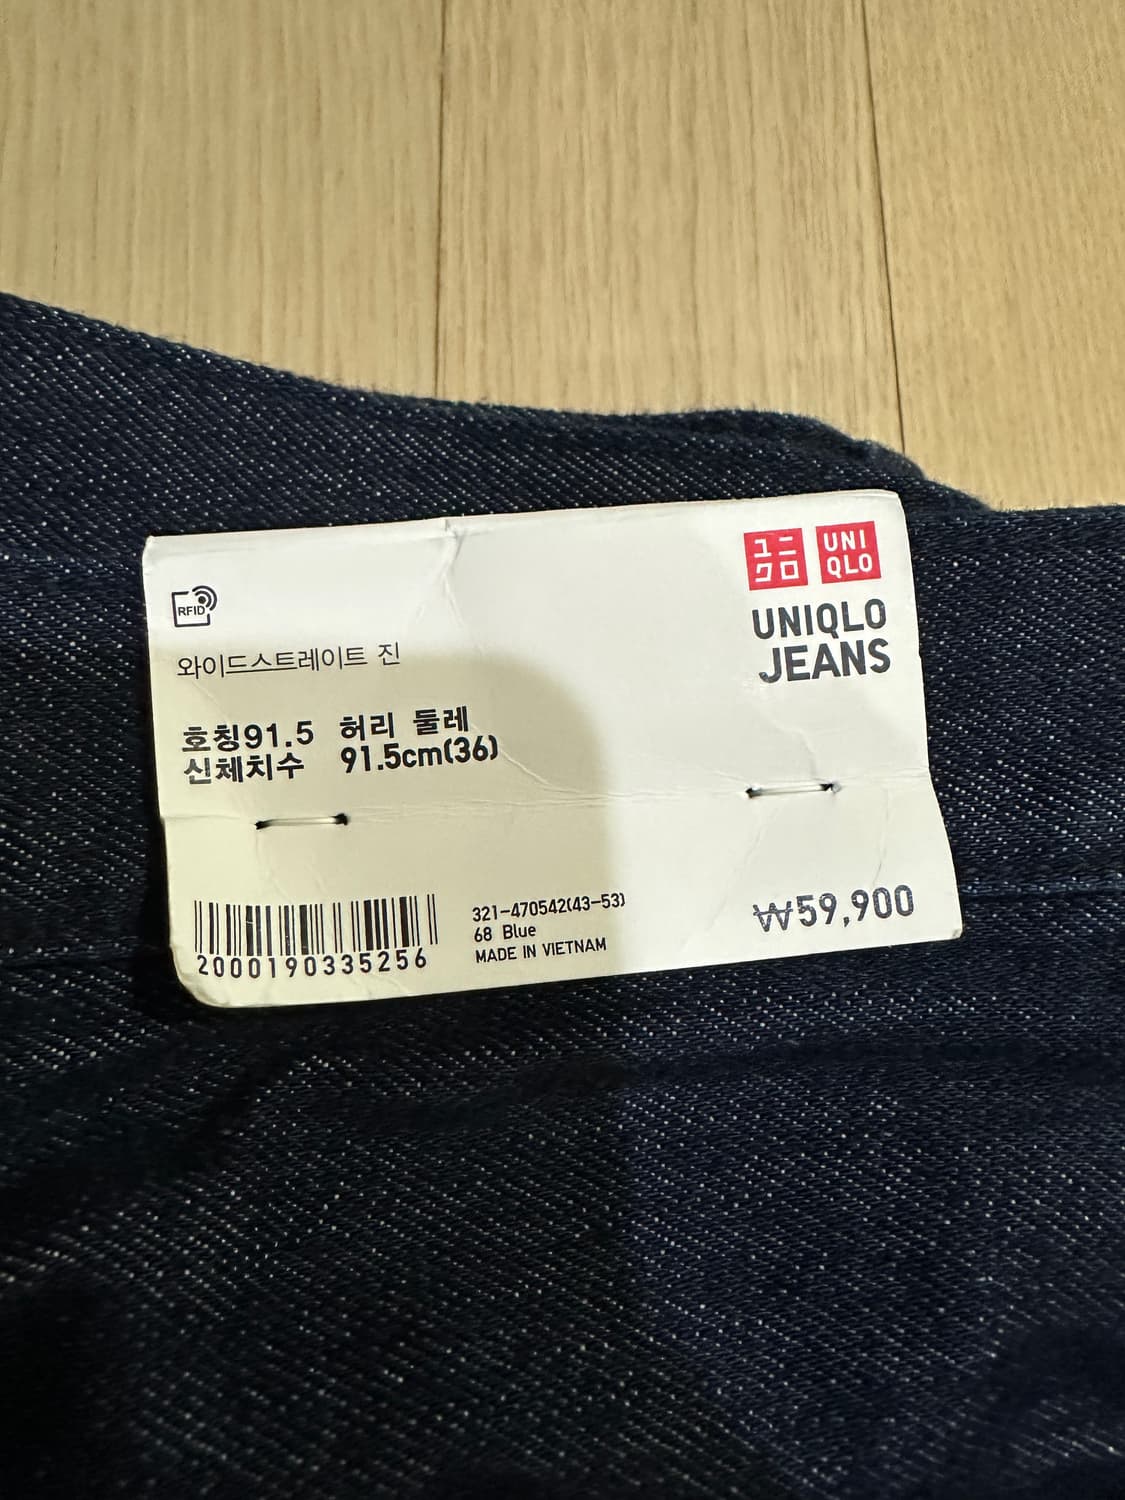 ユニ
クロ
UNI
QLO
UNIQLO
JEANS
RFID
와이드스트레이트 진
호칭91.5 허리 둘레
신체치수 91.5cm(36)
321-470542(43-53)
68 Blue
MADE IN VIETNAM
₩59,900
2000190335256